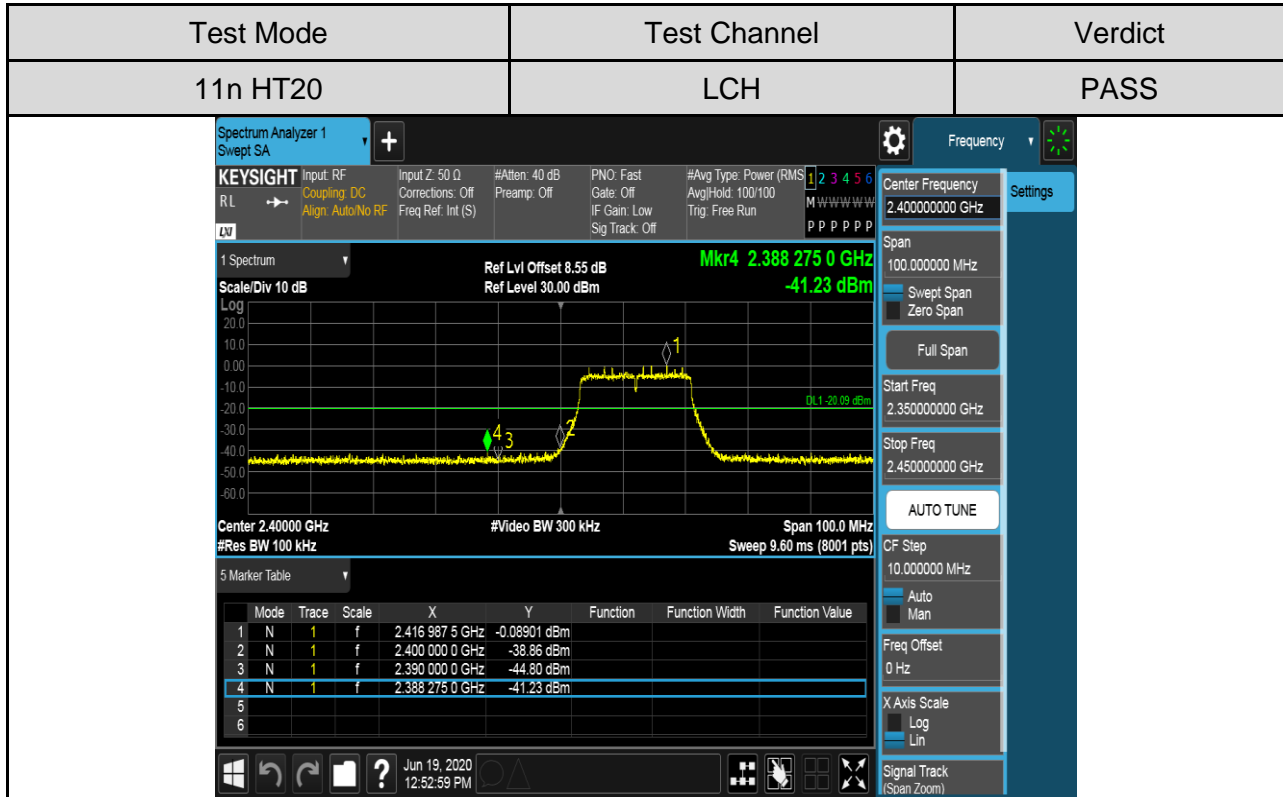 Test Mode Test Channel Verdict
11n HT20 LCH PASS
Spectrum Analyzer 1
Swept SA
+
Frequency
KEYSIGHT Input: RF Input Z: 50 Ω #Atten: 40 dB PNO: Fast #Avg Type: Power (RMS 1 2 3 4 5 6
RL Coupling: DC Corrections: Off Preamp: Off Gate: Off Avg|Hold: 100/100 M W W W W W
Align: Auto/No RF Freq Ref: Int (S) IF Gain: Low Trig: Free Run
LXI Sig Track: Off P P P P P P
1 Spectrum Ref Lvl Offset 8.55 dB Mkr4 2.388 275 0 GHz
Scale/Div 10 dB Ref Level 30.00 dBm -41.23 dBm
Log
20.0
10.0
0.00
-10.0
-20.0
-30.0
-40.0
-50.0
-60.0
1
DL1 -20.09 dBm
4 3 2
Center 2.40000 GHz #Video BW 300 kHz Span 100.0 MHz
#Res BW 100 kHz Sweep 9.60 ms (8001 pts)
5 Marker Table
Mode Trace Scale X Y Function Function Width Function Value
1 N 1 f 2.416 987 5 GHz -0.08901 dBm
2 N 1 f 2.400 000 0 GHz -38.86 dBm
3 N 1 f 2.390 000 0 GHz -44.80 dBm
4 N 1 f 2.388 275 0 GHz -41.23 dBm
5
6
?
Jun 19, 2020
12:52:59 PM
Settings
Center Frequency
2.400000000 GHz
Span
100.000000 MHz
Swept Span
Zero Span
Full Span
Start Freq
2.350000000 GHz
Stop Freq
2.450000000 GHz
AUTO TUNE
CF Step
10.000000 MHz
Auto
Man
Freq Offset
0 Hz
X Axis Scale
Log
Lin
Signal Track
(Span Zoom)